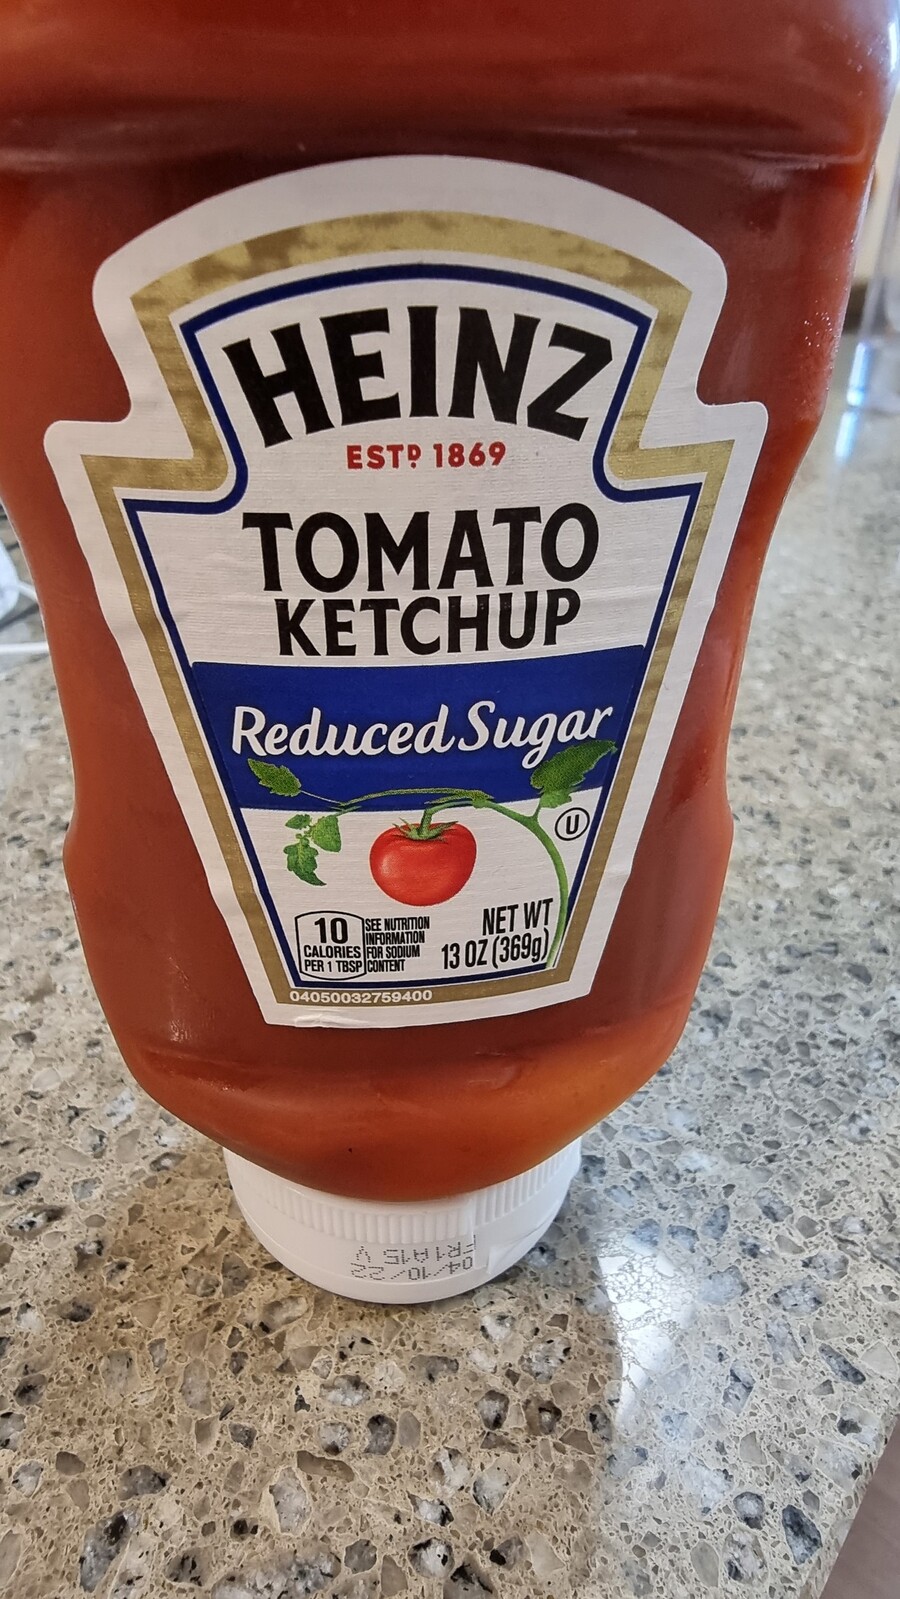 HEINZ
ESTD 1869
TOMATO
KETCHUP
Reduced Sugar
U
10
CALORIES
PER 1 TBSP
SEE NUTRITION
INFORMATION
FOR SODIUM
CONTENT
NET WT
13 OZ (369g)
04050032759400
04/10/22